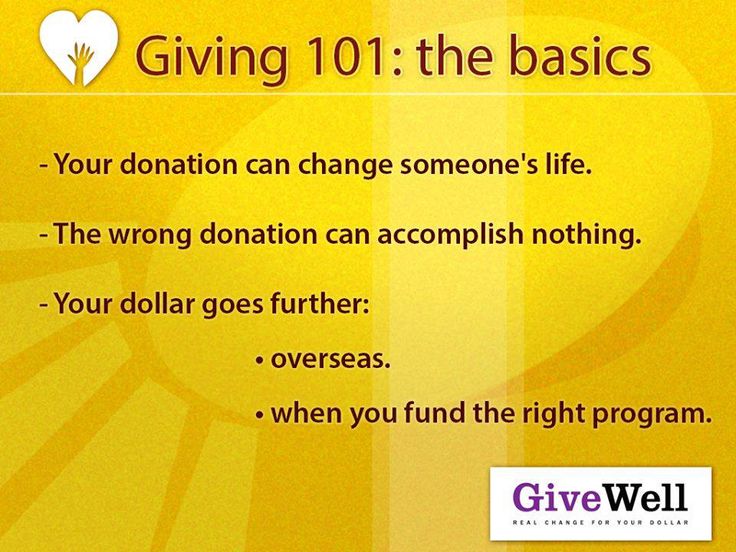 Giving 101: the basics
- Your donation can change someone's life.
- The wrong donation can accomplish nothing.
- Your dollar goes further:
• overseas.
• when you fund the right program.
GiveWell
REAL CHANGE FOR YOUR DOLLAR